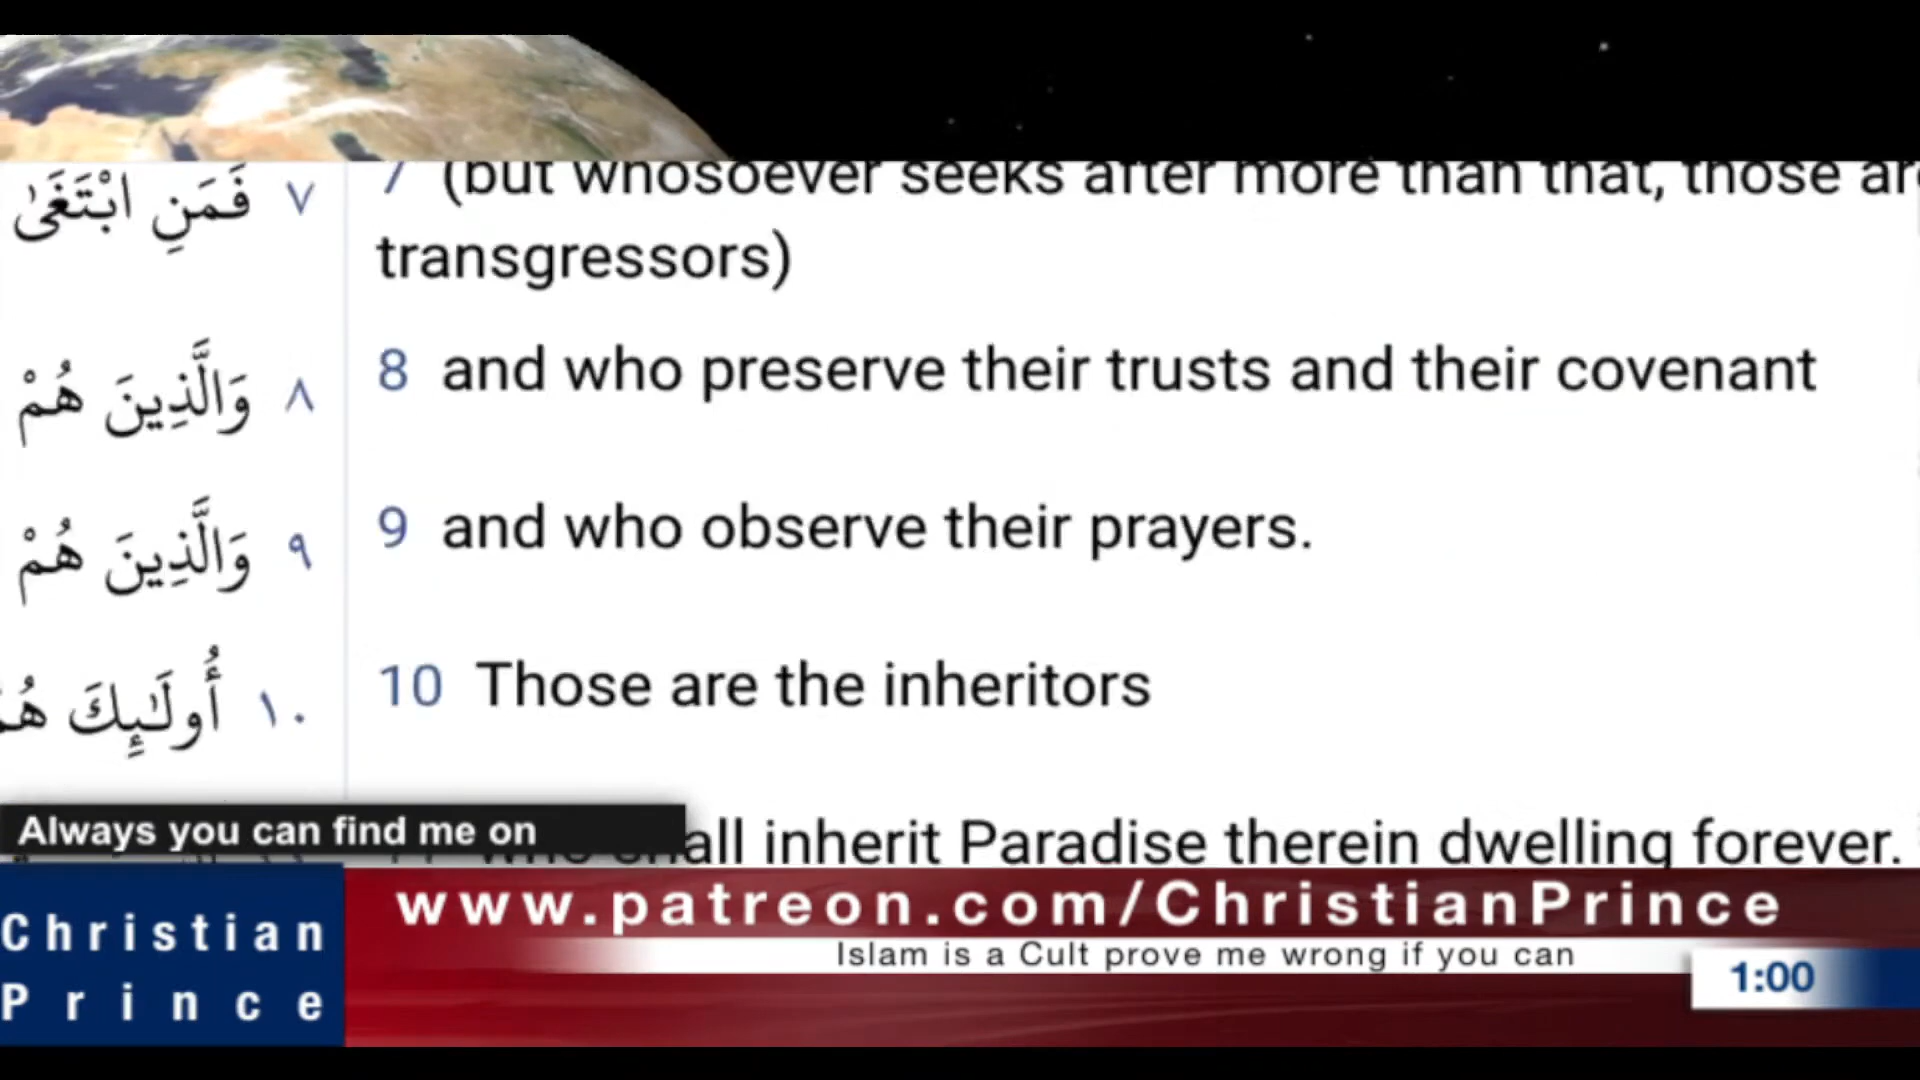 فَمَنِ ابْتَغَىٰ ٧
7 (but whosoever seeks after more than that, those
transgressors)
وَالَّذِينَ هُمْ ٨
8 and who preserve their trusts and their covenant
وَالَّذِينَ هُمْ ٩
9 and who observe their prayers.
أُولَٰئِكَ ١٠
10 Those are the inheritors
inherit Paradise therein dwelling forever.
Always you can find me on
Christian
Prince
www.patreon.com/ChristianPrince
Islam is a Cult prove me wrong if you can
1:00